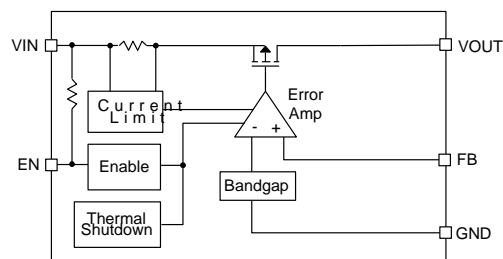 VIN
VOUT
Current
Limit
Error
Amp
- +
EN
Enable
FB
Bandgap
Thermal
Shutdown
GND